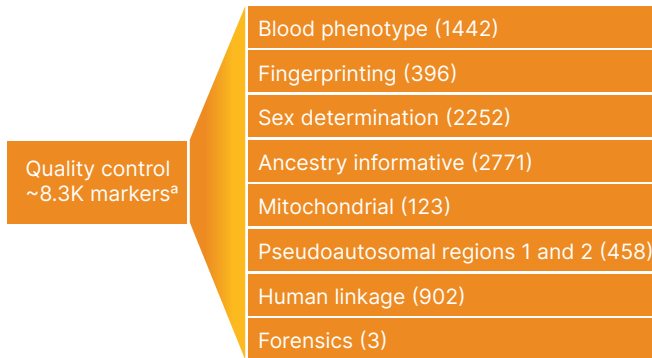 Quality control
~8.3K markersᵃ
Blood phenotype (1442)
Fingerprinting (396)
Sex determination (2252)
Ancestry informative (2771)
Mitochondrial (123)
Pseudoautosomal regions 1 and 2 (458)
Human linkage (902)
Forensics (3)